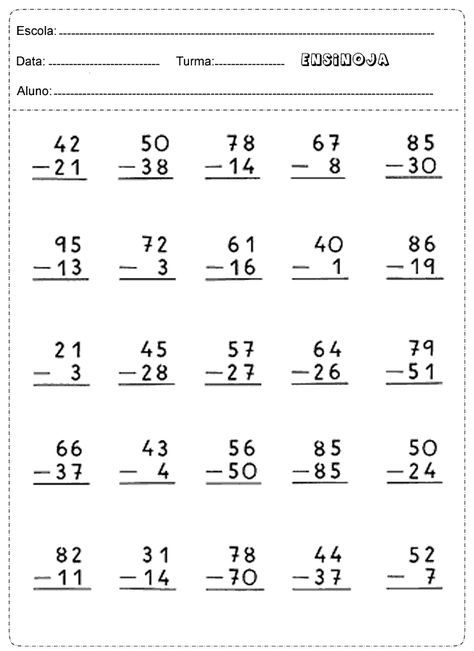 Escola:
Data: Turma: ENSINOJA
Aluno:
42 50 78 67 85
-21 -38 -14 - 8 -30
95 72 61 40 86
-13 - 3 -16 - 1 -19
21 45 57 64 79
- 3 -28 -27 -26 -51
66 43 56 85 50
-37 - 4 -50 -85 -24
82 31 78 44 52
-11 -14 -70 -37 - 7